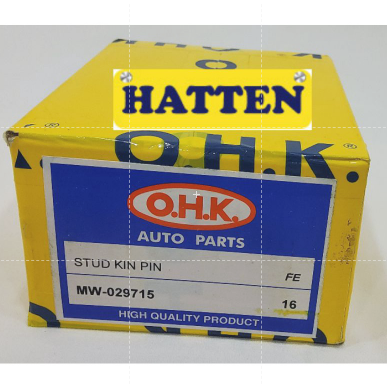 O.H.K.
HATTEN
O.H.K.
O.H.K.
AUTO PARTS
STUD KIN PIN FE
MW-029715 16
HIGH QUALITY PRODUCT